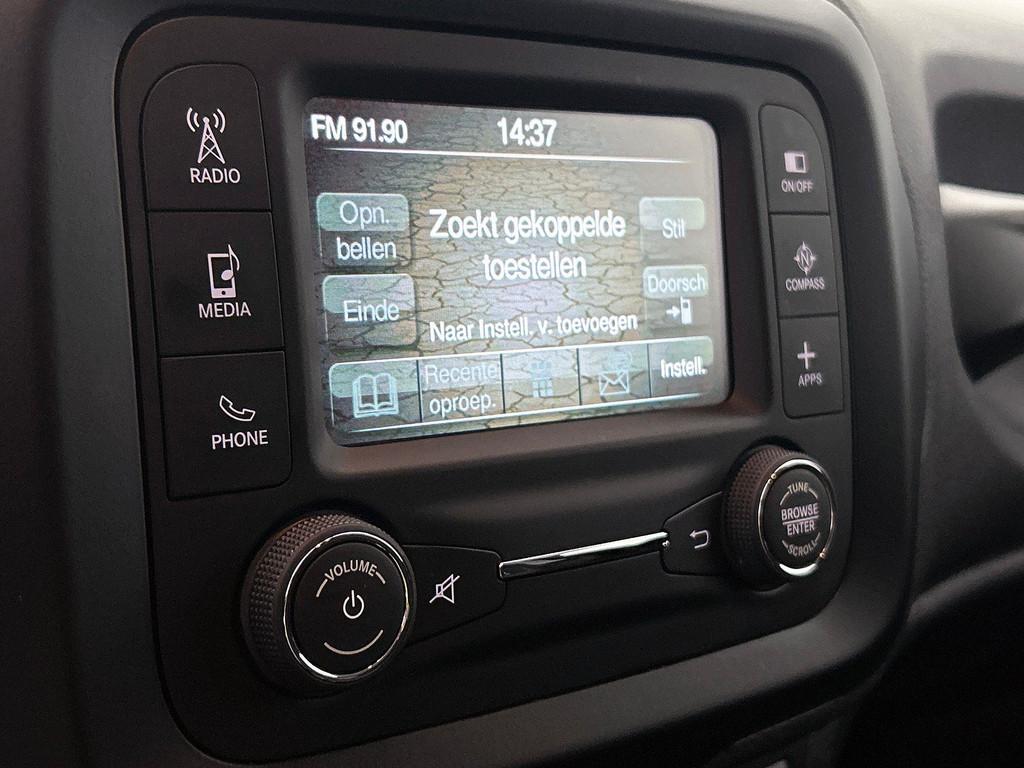 RADIO
MEDIA
PHONE
FM 91.90 14:37
Opn.
bellen
Zoekt gekoppelde
toestellen
Stil
Einde
Doorsch
Naar Instell. v. toevoegen
Recente
oproep.
Instell.
ON/OFF
N
COMPASS
APPS
VOLUME
TUNE
BROWSE
ENTER
SCROLL